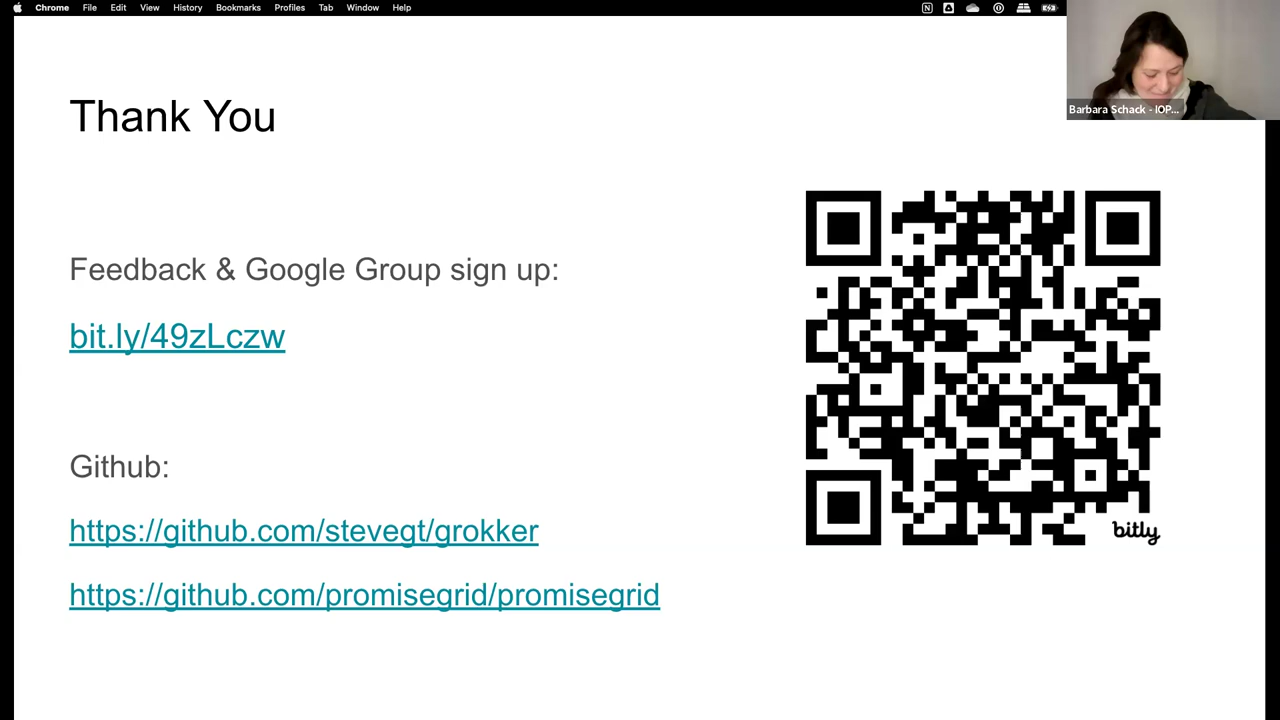 Chrome File Edit View History Bookmarks Profiles Tab Window Help
Barbara Schack - IOP...
Thank You
Feedback & Google Group sign up:
bit.ly/49zLczw
Github:
https://github.com/stevegt/grokker
https://github.com/promisegrid/promisegrid
bitly